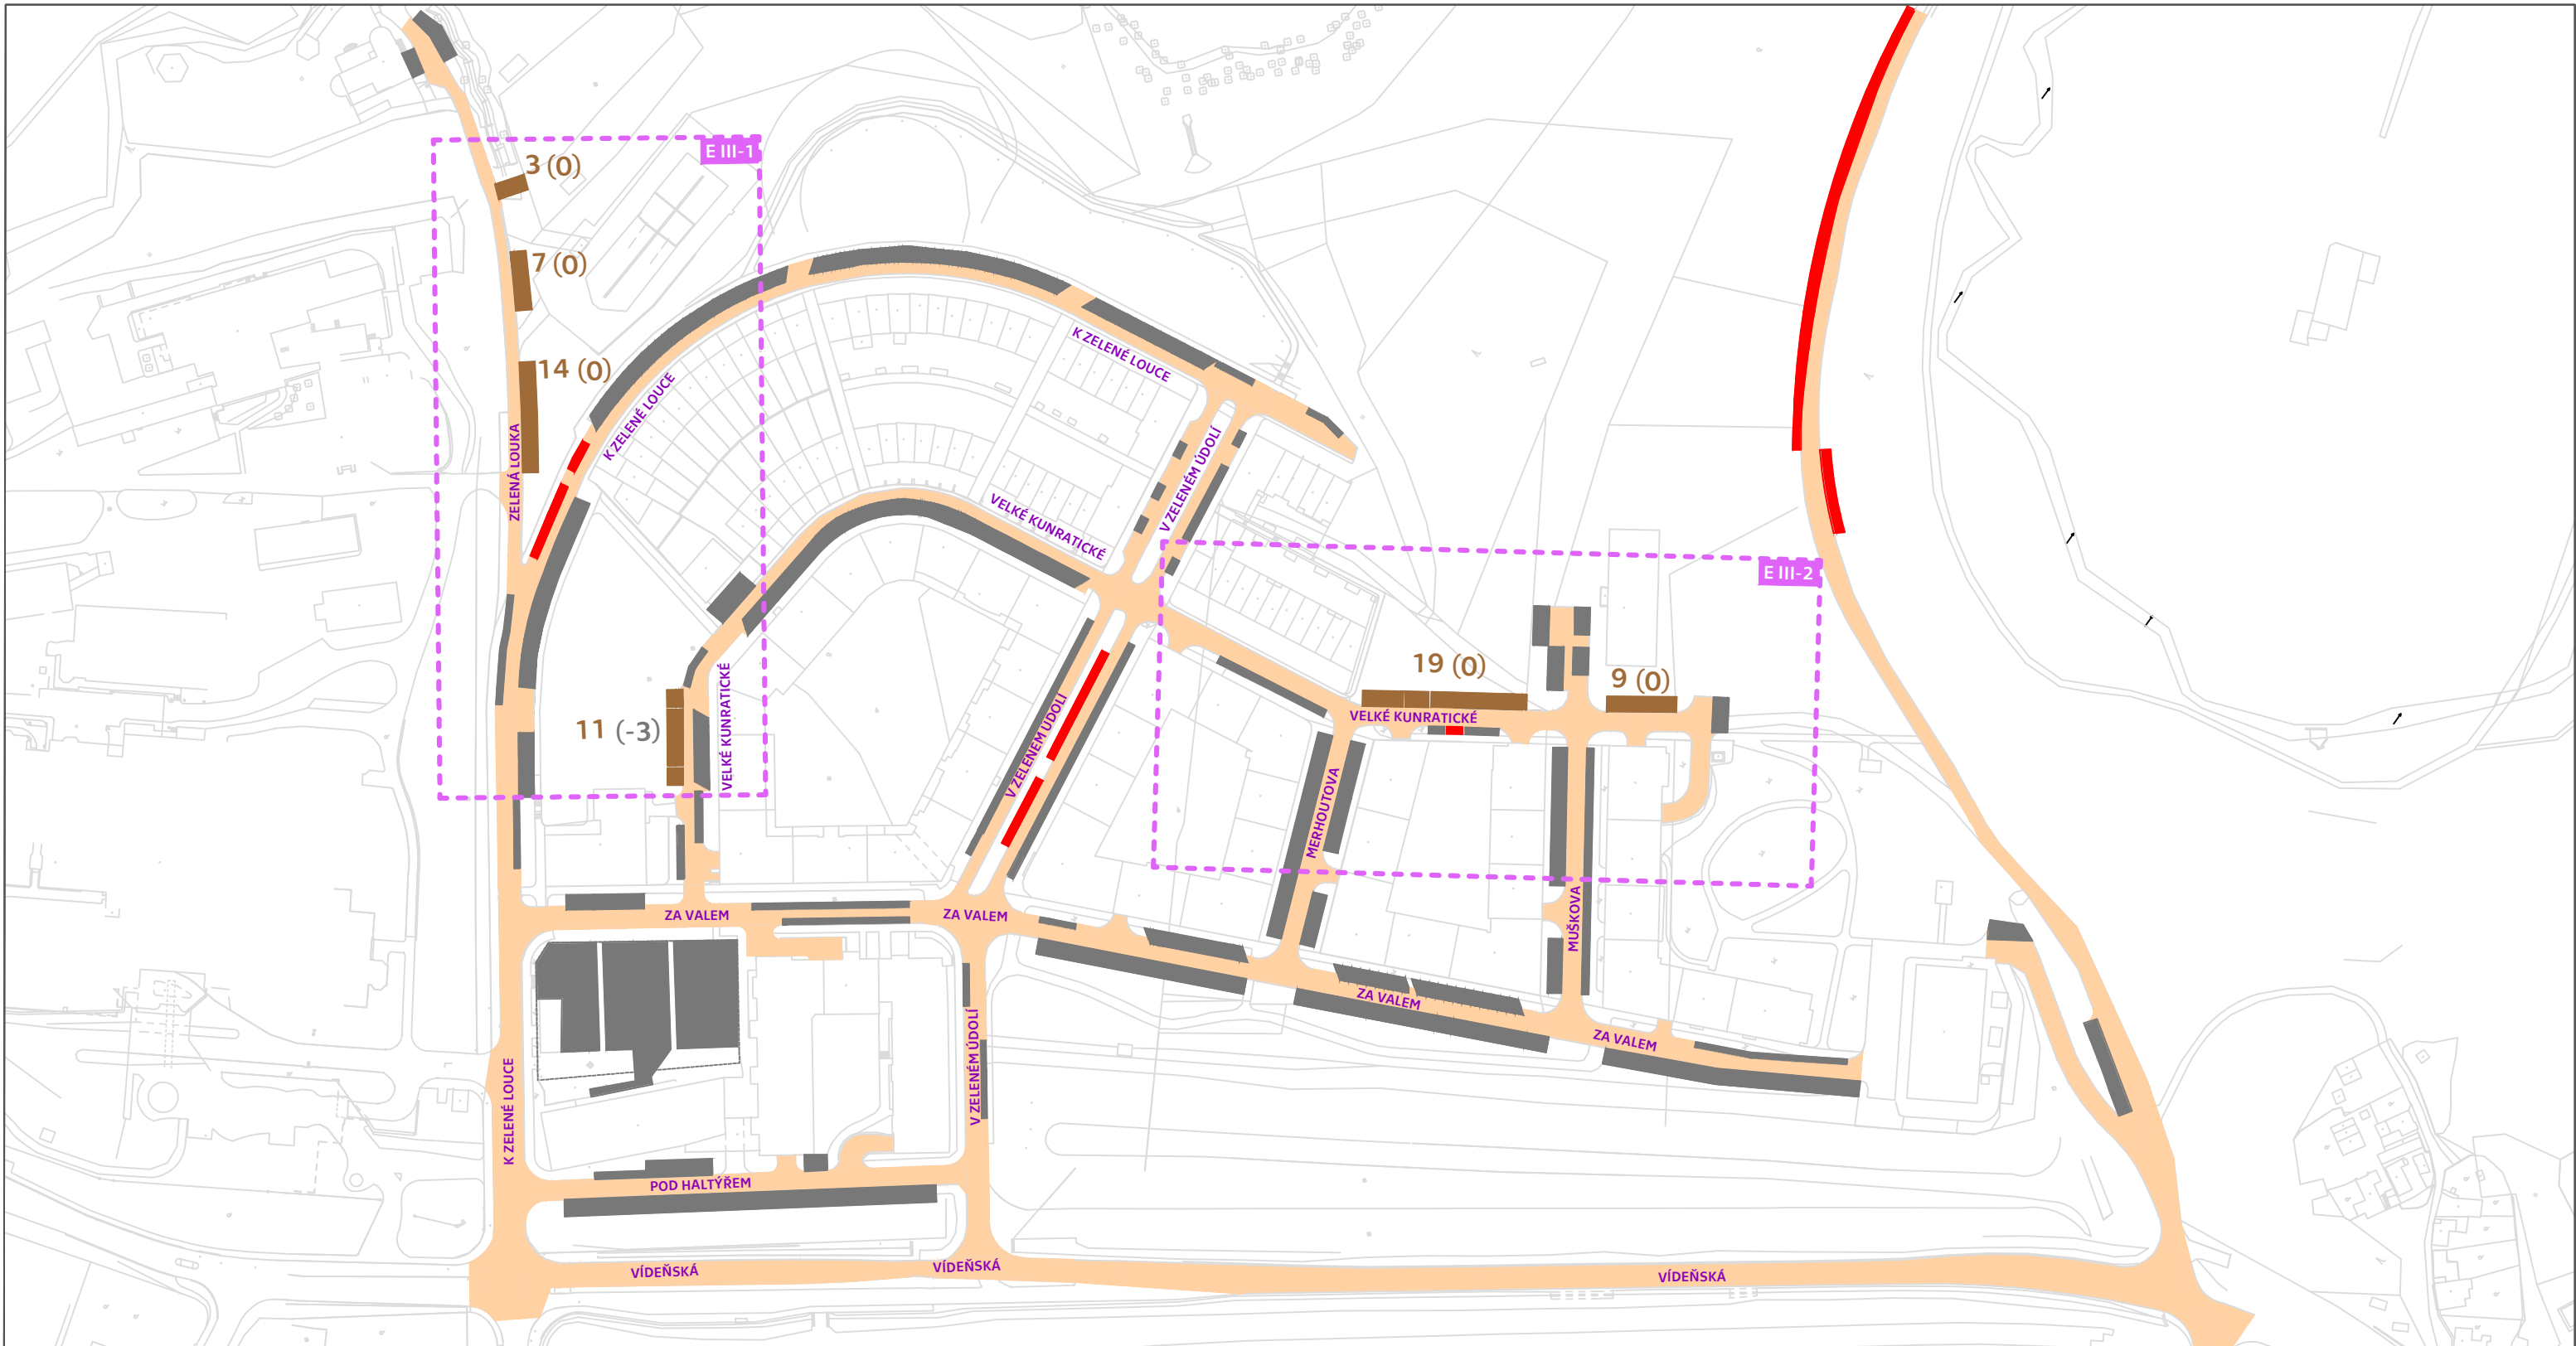 E III-1
3 (0)
7 (0)
14 (0)
K ZELENÉ LOUCE
K ZELENÉ LOUCE
ZELENÁ LOUKA
V ZELENÉM ÚDOLÍ
VELKÉ KUNRATICKÉ
E III-2
19 (0)
9 (0)
VELKÉ KUNRATICKÉ
11 (-3)
VELKÉ KUNRATICKÉ
V ZELENÉM ÚDOLÍ
MERHOUTOVA
MUŠKOVA
ZA VALEM
ZA VALEM
ZA VALEM
ZA VALEM
K ZELENÉ LOUCE
V ZELENÉM ÚDOLÍ
POD HALTÝŘEM
VÍDEŇSKÁ
VÍDEŇSKÁ
VÍDEŇSKÁ